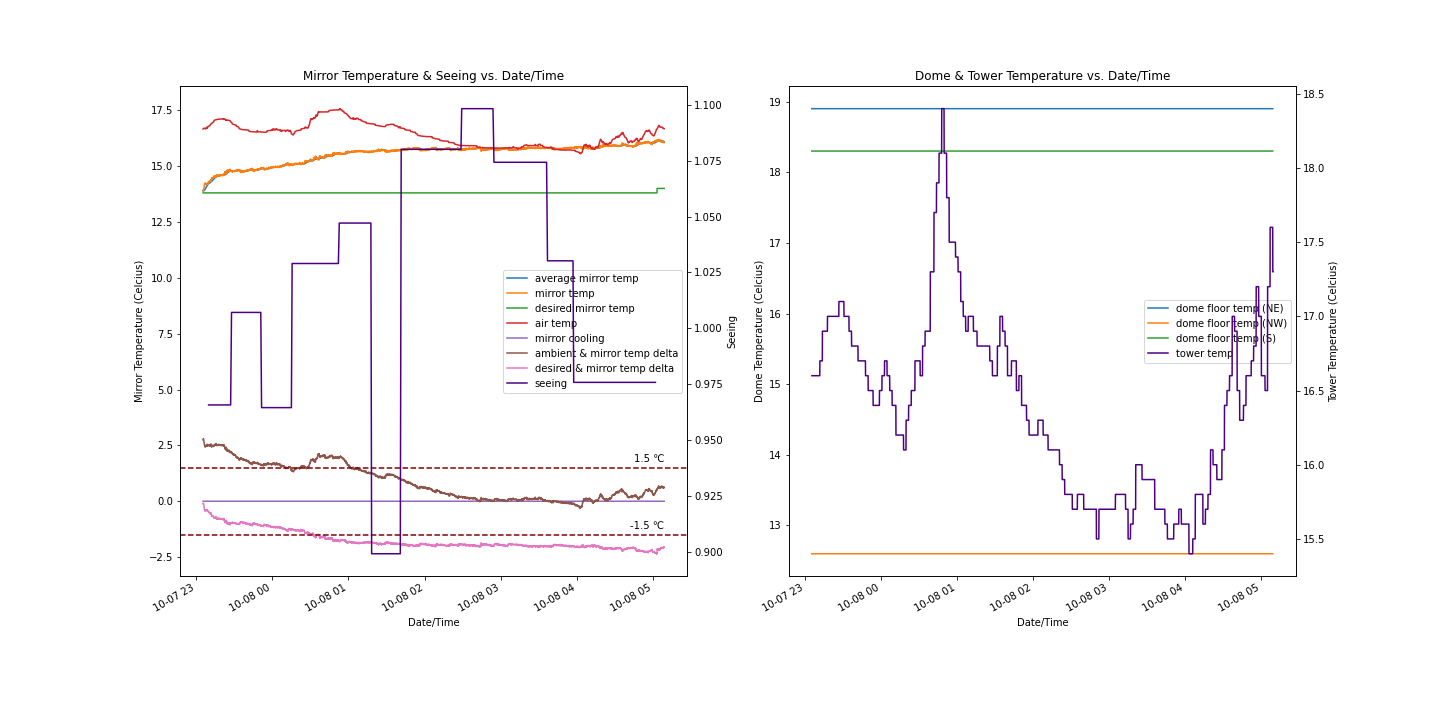 Mirror Temperature & Seeing vs. Date/Time
17.5
15.0
12.5
10.0
7.5
5.0
2.5
0.0
−2.5
Mirror Temperature (Celcius)
1.100
1.075
1.050
1.025
1.000
0.975
0.950
0.925
0.900
Seeing
average mirror temp
mirror temp
desired mirror temp
air temp
mirror cooling
ambient & mirror temp delta
desired & mirror temp delta
seeing
1.5 ℃
-1.5 ℃
10-07 23
10-08 00
10-08 01
10-08 02
10-08 03
10-08 04
10-08 05
Date/Time
Dome & Tower Temperature vs. Date/Time
19
18
17
16
15
14
13
Dome Temperature (Celcius)
18.5
18.0
17.5
17.0
16.5
16.0
15.5
Tower Temperature (Celcius)
dome floor temp (NE)
dome floor temp (NW)
dome floor temp (S)
tower temp
10-07 23
10-08 00
10-08 01
10-08 02
10-08 03
10-08 04
10-08 05
Date/Time